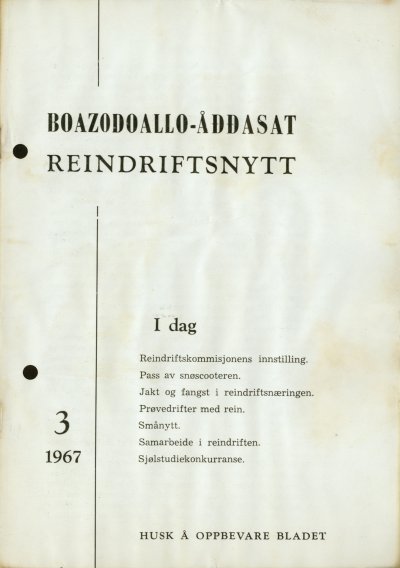 BOAZODOALLO-ÅĐĐASAT
REINDRIFTSNYTT
I dag
Reindriftskommisjonens innstilling.
Pass av snøscooteren.
Jakt og fangst i reindriftsnæringen.
Prøvedrifter med rein.
Smånytt.
Samarbeide i reindriften.
Sjølstudiekonkurranse.
3
1967
HUSK Å OPPBEVARE BLADET